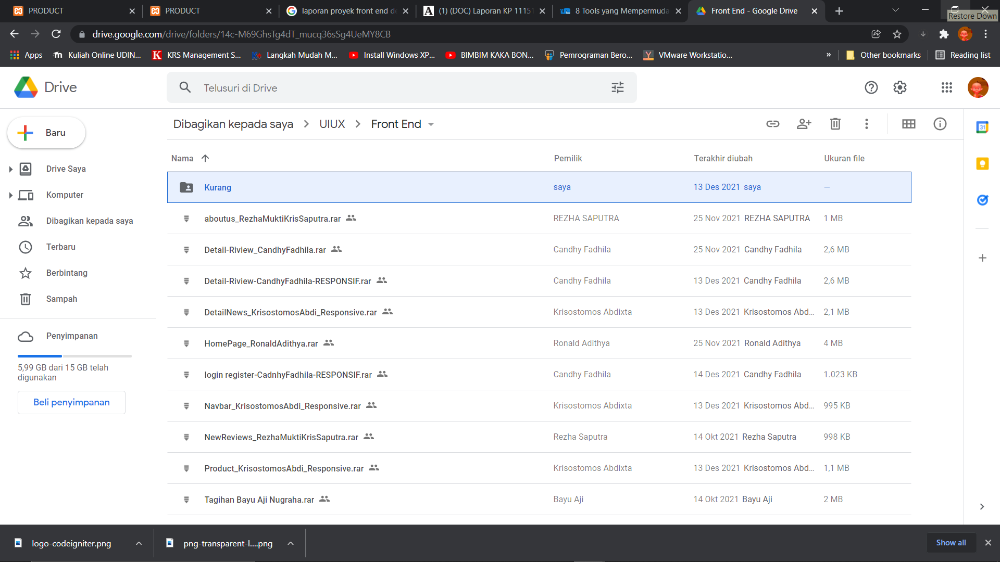 PRODUCT
PRODUCT
laporan proyek front end de
(1) (DOC) Laporan KP 11151
8 Tools yang Mempermuda
Front End - Google Drive
Restore Down
drive.google.com/drive/folders/14c-M69GhsTg4dT_mucq36sSg4UeMY8CB
Apps
Kuliah Online UDIN...
KRS Management S...
Langkah Mudah M...
Install Windows XP...
BIMBIM KAKA BON...
Pemrograman Bero...
VMware Workstatio...
»
Other bookmarks
Reading list
Drive
Telusuri di Drive
Baru
Dibagikan kepada saya > UIUX > Front End
Drive Saya
Komputer
Dibagikan kepada saya
Terbaru
Berbintang
Sampah
Penyimpanan
5,99 GB dari 15 GB telah
digunakan
Beli penyimpanan
Nama Pemilik Terakhir diubah Ukuran file
Kurang saya 13 Des 2021 saya —
aboutus_RezhaMuktiKrisSaputra.rar REZHA SAPUTRA 25 Nov 2021 REZHA SAPUTRA 1 MB
Detail-Riview_CandhyFadhila.rar Candhy Fadhila 25 Nov 2021 Candhy Fadhila 2,6 MB
Detail-Riview-CandhyFadhila-RESPONSIF.rar Candhy Fadhila 13 Des 2021 Candhy Fadhila 2,6 MB
DetailNews_KrisostomosAbdi_Responsive.rar Krisostomos Abdixta 13 Des 2021 Krisostomos Abd... 2,1 MB
HomePage_RonaldAdithya.rar Ronald Adithya 25 Nov 2021 Ronald Adithya 4 MB
login register-CadnhyFadhila-RESPONSIF.rar Candhy Fadhila 14 Des 2021 Candhy Fadhila 1.023 KB
Navbar_KrisostomosAbdi_Responsive.rar Krisostomos Abdixta 13 Des 2021 Krisostomos Abd... 995 KB
NewReviews_RezhaMuktiKrisSaputra.rar Rezha Saputra 14 Okt 2021 Rezha Saputra 998 KB
Product_KrisostomosAbdi_Responsive.rar Krisostomos Abdixta 13 Des 2021 Krisostomos Abd... 1,1 MB
Tagihan Bayu Aji Nugraha.rar Bayu Aji 14 Okt 2021 Bayu Aji 2 MB
31
logo-codeigniter.png
png-transparent-l....png
Show all